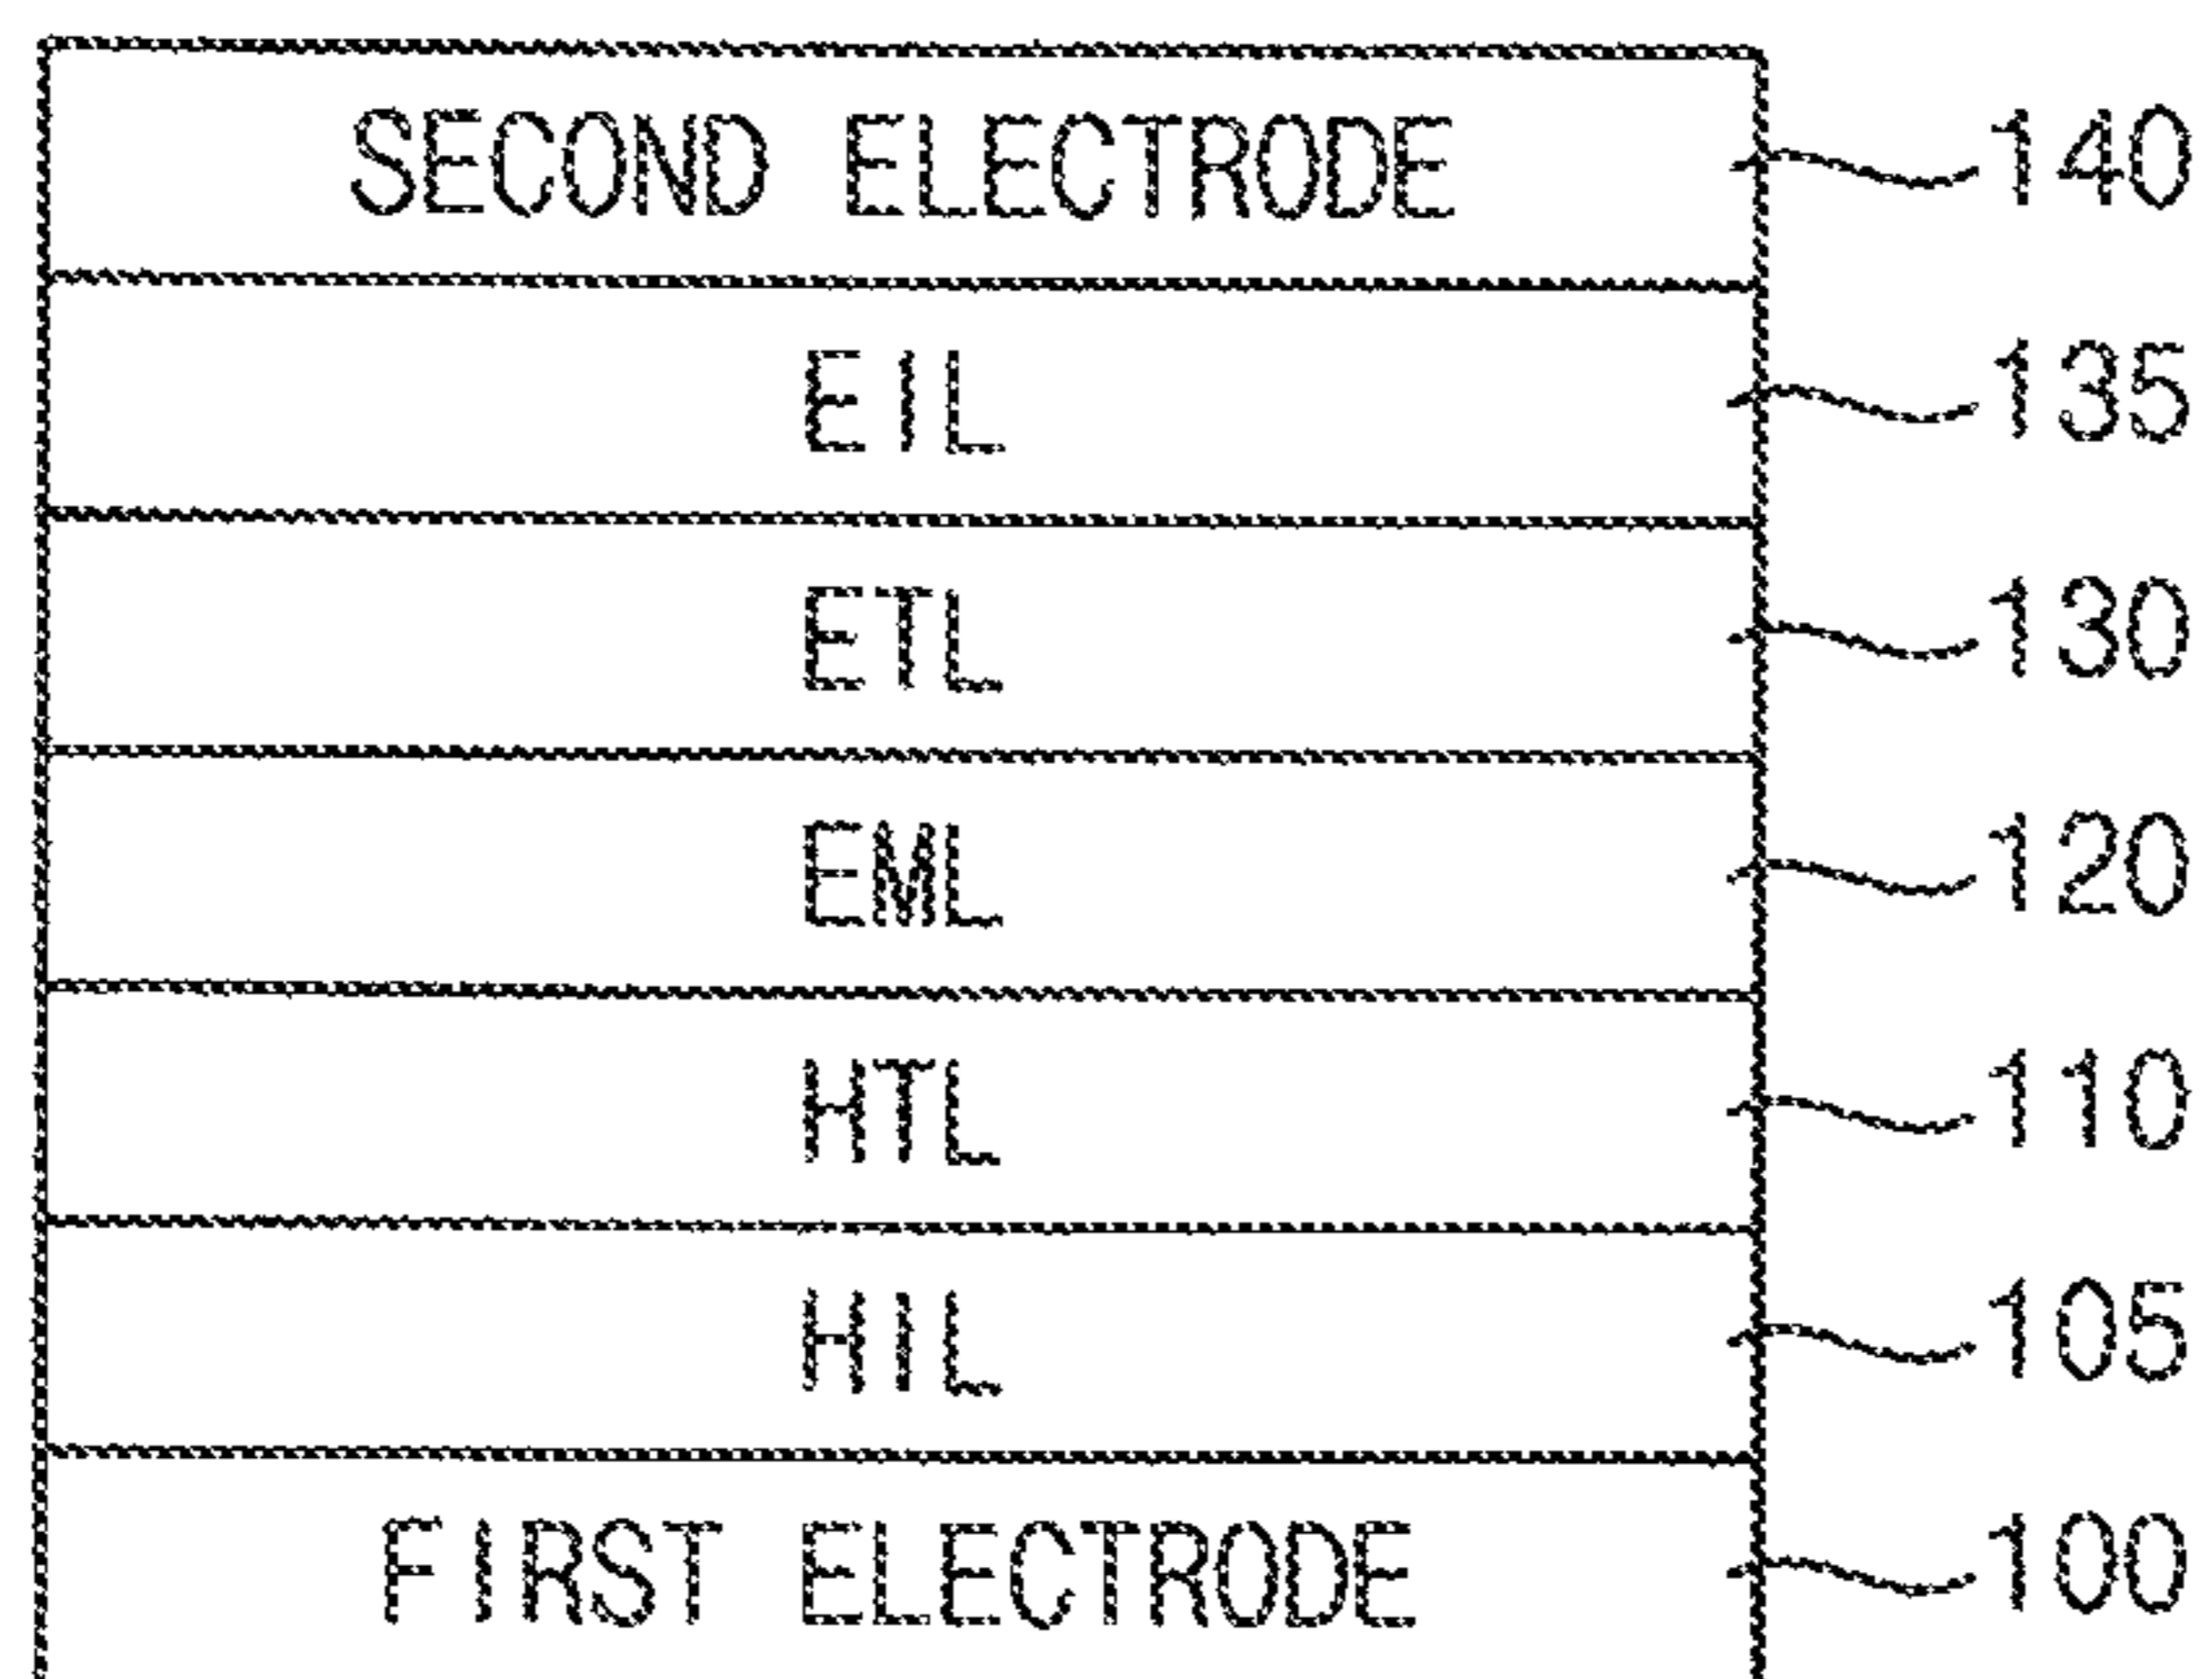 SECOND ELECTRODE 140
EIL 135
ETL 130
EML 120
HTL 110
HIL 105
FIRST ELECTRODE 100